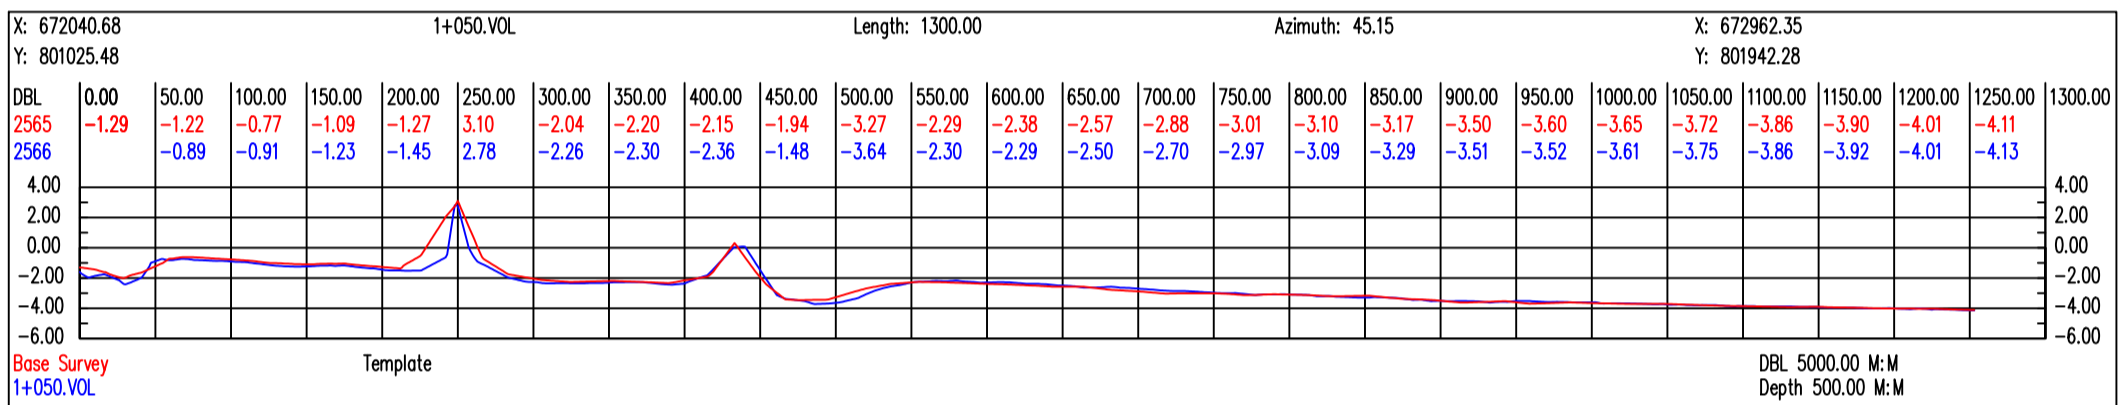 X: 672040.68 1+050.VOL Length: 1300.00 Azimuth: 45.15 X: 672962.35
Y: 801025.48 Y: 801942.28
DBL 0.00 50.00 100.00 150.00 200.00 250.00 300.00 350.00 400.00 450.00 500.00 550.00 600.00 650.00 700.00 750.00 800.00 850.00 900.00 950.00 1000.00 1050.00 1100.00 1150.00 1200.00 1250.00 1300.00
2565 −1.29 −1.22 −0.77 −1.09 −1.27 3.10 −2.04 −2.20 −2.15 −1.94 −3.27 −2.29 −2.38 −2.57 −2.88 −3.01 −3.10 −3.17 −3.50 −3.60 −3.65 −3.72 −3.86 −3.90 −4.01 −4.11
2566 −0.89 −0.91 −1.23 −1.45 2.78 −2.26 −2.30 −2.36 −1.48 −3.64 −2.30 −2.29 −2.50 −2.70 −2.97 −3.09 −3.29 −3.51 −3.52 −3.61 −3.75 −3.86 −3.92 −4.01 −4.13
4.00 4.00
2.00 2.00
0.00 0.00
−2.00 −2.00
−4.00 −4.00
−6.00 −6.00
Base Survey Template DBL 5000.00 M:M
1+050.VOL Depth 500.00 M:M